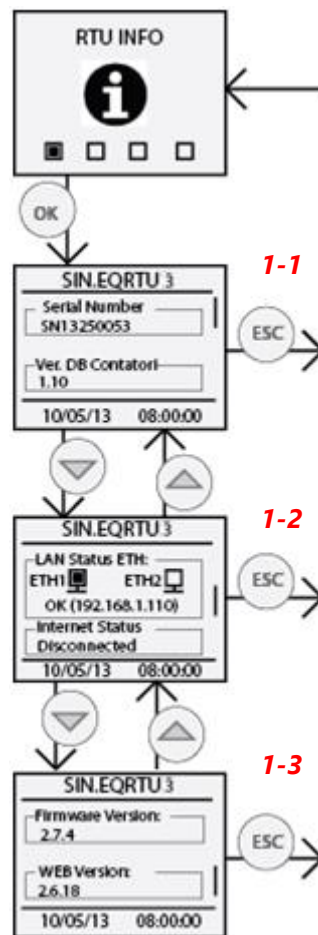 RTU INFO
OK
SIN.EQRTU 3
1-1
Serial Number
SN13250053
ESC
Ver. DB Contatori
1.10
10/05/13 08:00:00
SIN.EQRTU 3
1-2
LAN Status ETH:
ETH1 ETH2
ESC
OK (192.168.1.110)
Internet Status
Disconnected
10/05/13 08:00:00
1-3
SIN.EQRTU 3
Firmware Version:
2.7.4
ESC
WEB Version:
2.6.18
10/05/13 08:00:00